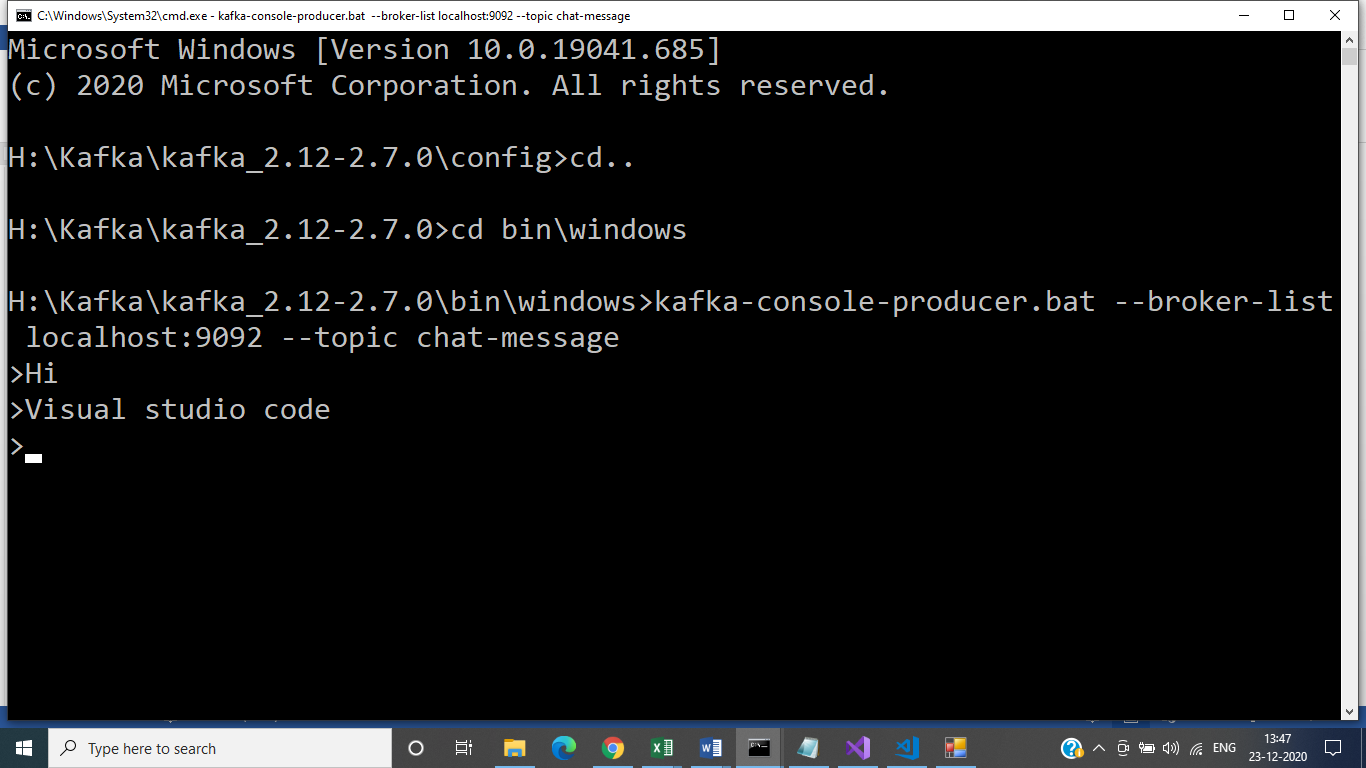 C:\Windows\System32\cmd.exe - kafka-console-producer.bat  --broker-list localhost:9092 --topic chat-message
Microsoft Windows [Version 10.0.19041.685]
(c) 2020 Microsoft Corporation. All rights reserved.
H:\Kafka\kafka_2.12-2.7.0\config>cd..
H:\Kafka\kafka_2.12-2.7.0>cd bin\windows
H:\Kafka\kafka_2.12-2.7.0\bin\windows>kafka-console-producer.bat --broker-list
localhost:9092 --topic chat-message
>Hi
>Visual studio code
>
Type here to search
ENG
13:47
23-12-2020